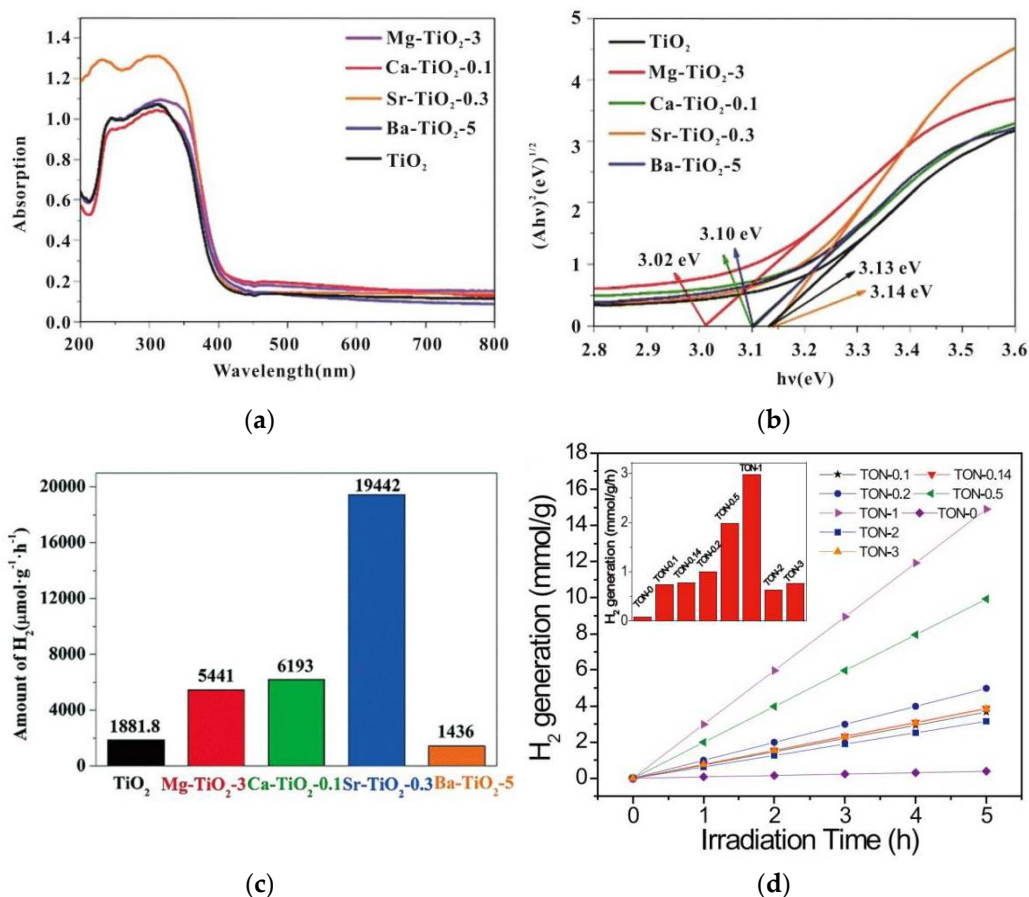 1.4
1.2
1.0
0.8
0.6
0.4
0.2
0.0
Absorption
Mg-TiO₂-3
Ca-TiO₂-0.1
Sr-TiO₂-0.3
Ba-TiO₂-5
TiO₂
200 300 400 500 600 700 800
Wavelength(nm)
(a)
5
4
3
2
1
0
(Ahν)²(eV)¹/²
TiO₂
Mg-TiO₂-3
Ca-TiO₂-0.1
Sr-TiO₂-0.3
Ba-TiO₂-5
3.10 eV
3.02 eV
3.13 eV
3.14 eV
2.8 2.9 3.0 3.1 3.2 3.3 3.4 3.5 3.6
hν(eV)
(b)
20000
16000
12000
8000
4000
0
Amount of H₂(μmol·g⁻¹·h⁻¹)
1881.8
5441
6193
19442
1436
TiO₂ Mg-TiO₂-3 Ca-TiO₂-0.1 Sr-TiO₂-0.3 Ba-TiO₂-5
(c)
18
16
14
12
10
8
6
4
2
0
H₂ generation (mmol/g)
3
2
1
0
H₂ generation (mmol/g/h)
TON-0
TON-0.1
TON-0.14
TON-0.2
TON-0.5
TON-1
TON-2
TON-3
TON-0.1 TON-0.14
TON-0.2 TON-0.5
TON-1 TON-0
TON-2
TON-3
0 1 2 3 4 5
Irradiation Time (h)
(d)